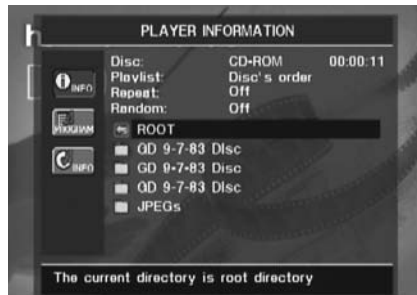 PLAYER INFORMATION
Disc: CD-ROM 00:00:11
Playlist: Disc's order
Repeat: Off
Random: Off
INFO
PROGRAM
INFO
ROOT
GD 9-7-83 DIsc
GD 9-7-83 DIsc
GD 9-7-83 DIsc
JPEGs
The current directory is root directory